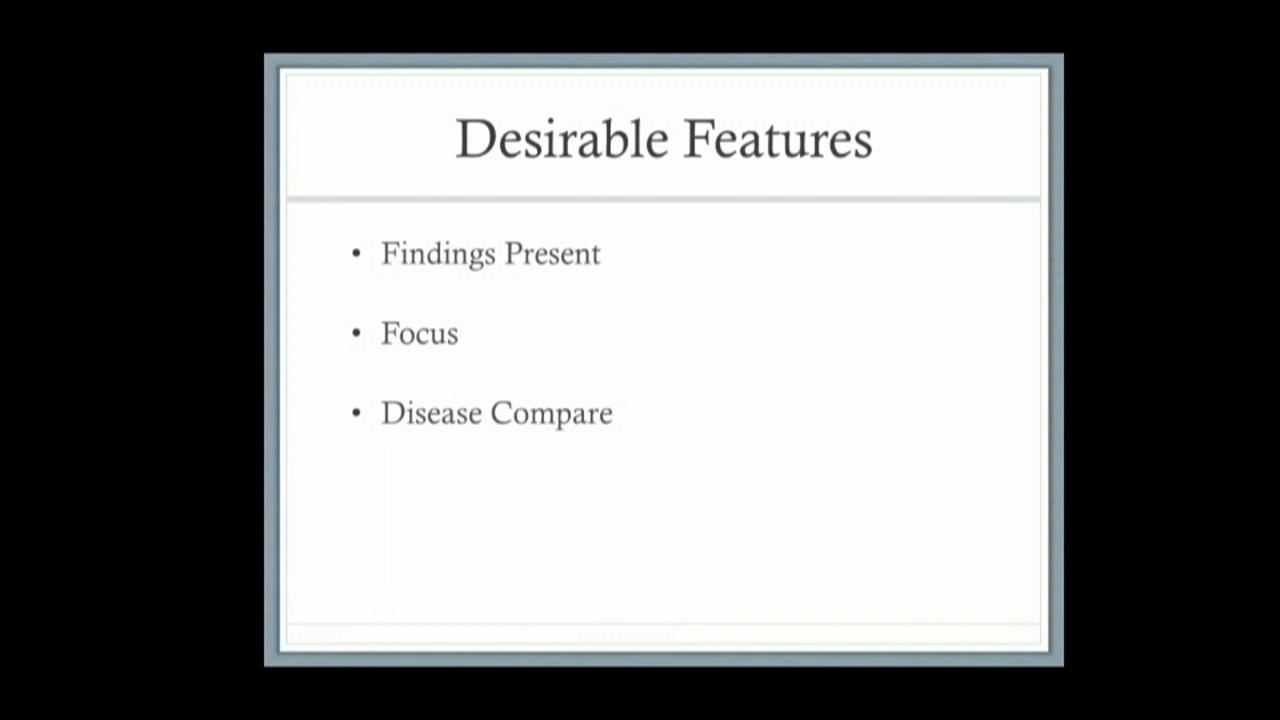 Desirable Features
• Findings Present
• Focus
• Disease Compare